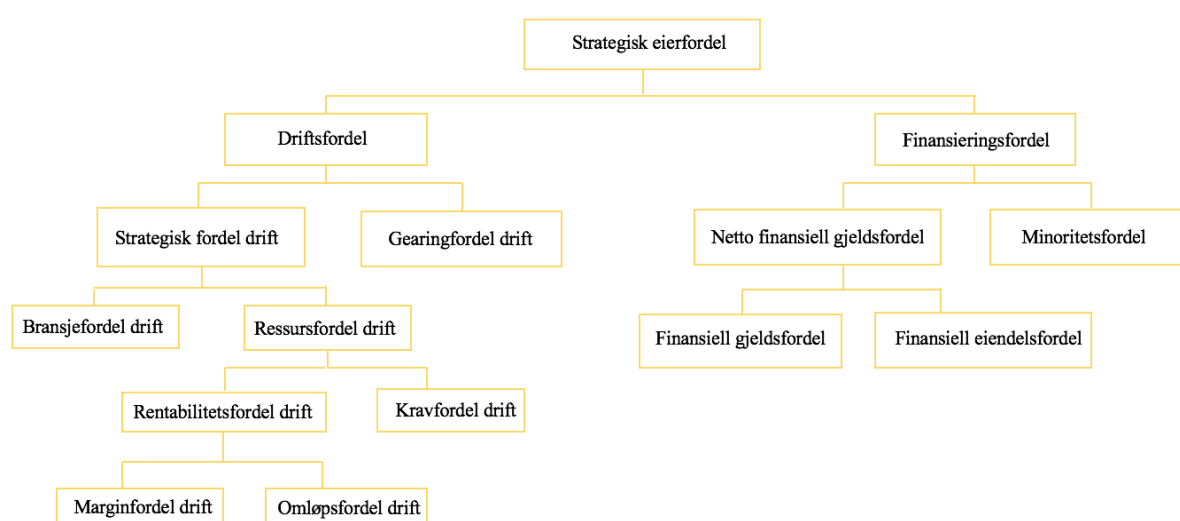 Strategisk eierfordel
Driftsfordel
Finansieringsfordel
Strategisk fordel drift
Gearingfordel drift
Netto finansiell gjeldsfordel
Minoritetsfordel
Bransjefordel drift
Ressursfordel drift
Finansiell gjeldsfordel
Finansiell eiendelsfordel
Rentabilitetsfordel drift
Kravfordel drift
Marginfordel drift
Omløpsfordel drift